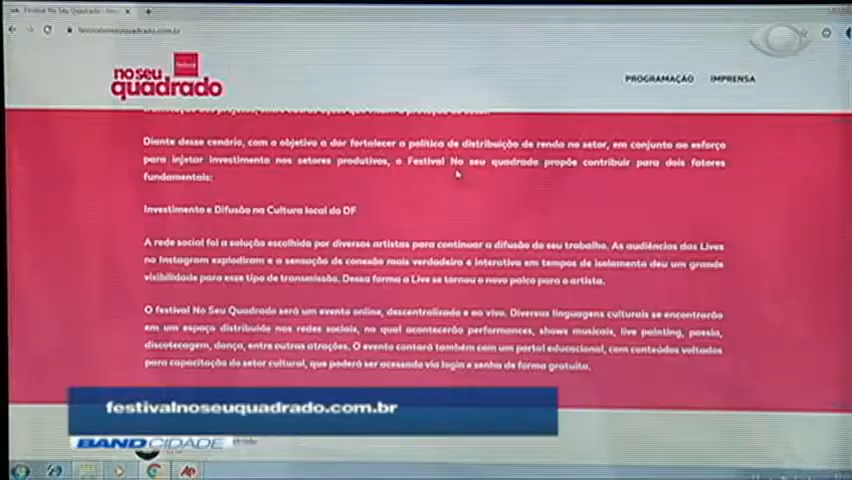 Festival No Seu Quadrado
festivalnoseuquadrado.com.br
festival
no seu
quadrado
PROGRAMAÇÃO IMPRENSA
Diante desse cenário, com o objetivo a dar fortalecer a política de distribuição de renda no setor, em conjunto ao esforço
para injetar investimento nos setores produtivos, o Festival No seu quadrado propõe contribuir para dois fatores
fundamentais:
Investimento e Difusão na Cultura local do DF
A rede social foi a solução escolhida por diversos artistas para continuar a difusão do seu trabalho. As audiências das Lives
no Instagram explodiram e a sensação de conexão mais verdadeira e interativa em tempos de isolamento deu um grande
visibilidade para esse tipo de transmissão. Dessa forma a Live se tornou o novo palco para o artista.
O festival No Seu Quadrado será um evento online, descentralizado e ao vivo. Diversas linguagens culturais se encontrarão
em um espaço distribuído nas redes sociais, no qual acontecerão performances, shows musicais, live painting, poesia,
discotecagem, dança, entre outras atrações. O evento contará também com um portal educacional, com conteúdos voltados
para capacitação do setor cultural, que poderá ser acessado via login e senha de forma gratuita.
festivalnoseuquadrado.com.br
BAND CIDADE